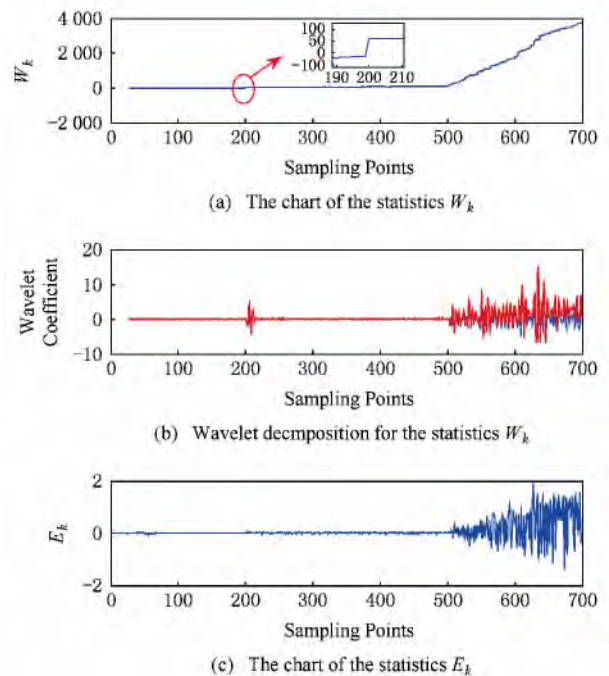 4 000
2 000
0
−2 000
W_k
100
50
0
−100
190 200 210
0 100 200 300 400 500 600 700
Sampling Points
(a) The chart of the statistics W_k
20
10
0
−10
Wavelet
Coefficient
0 100 200 300 400 500 600 700
Sampling Points
(b) Wavelet decmposition for the statistics W_k
2
0
−2
E_k
0 100 200 300 400 500 600 700
Sampling Points
(c) The chart of the statistics E_k